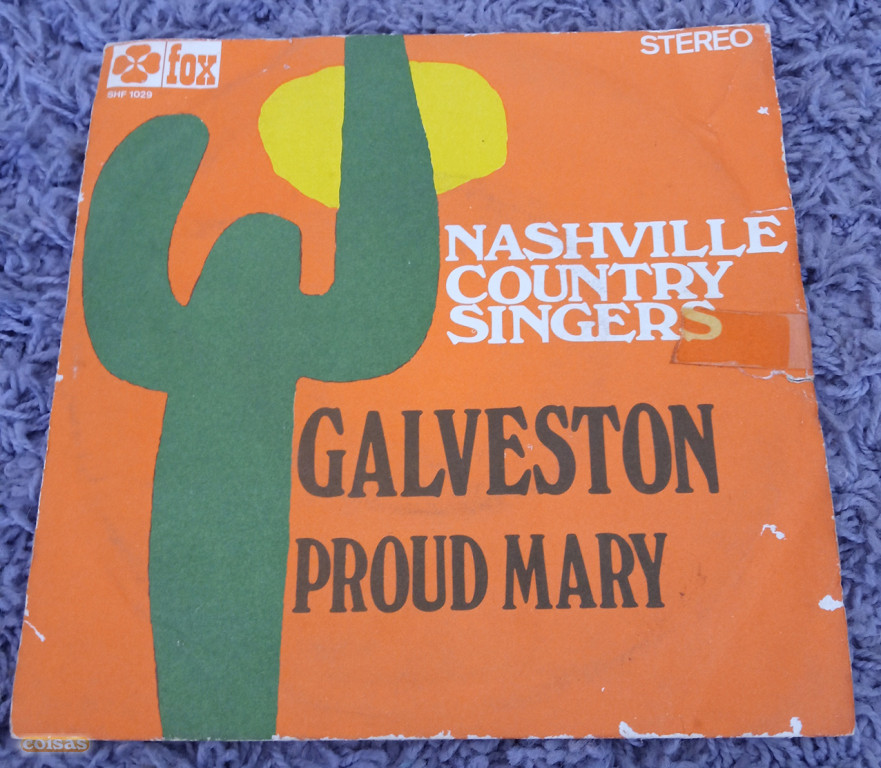 fox
STEREO
SHF 1029
NASHVILLE
COUNTRY
SINGERS
GALVESTON
PROUD MARY
coisas